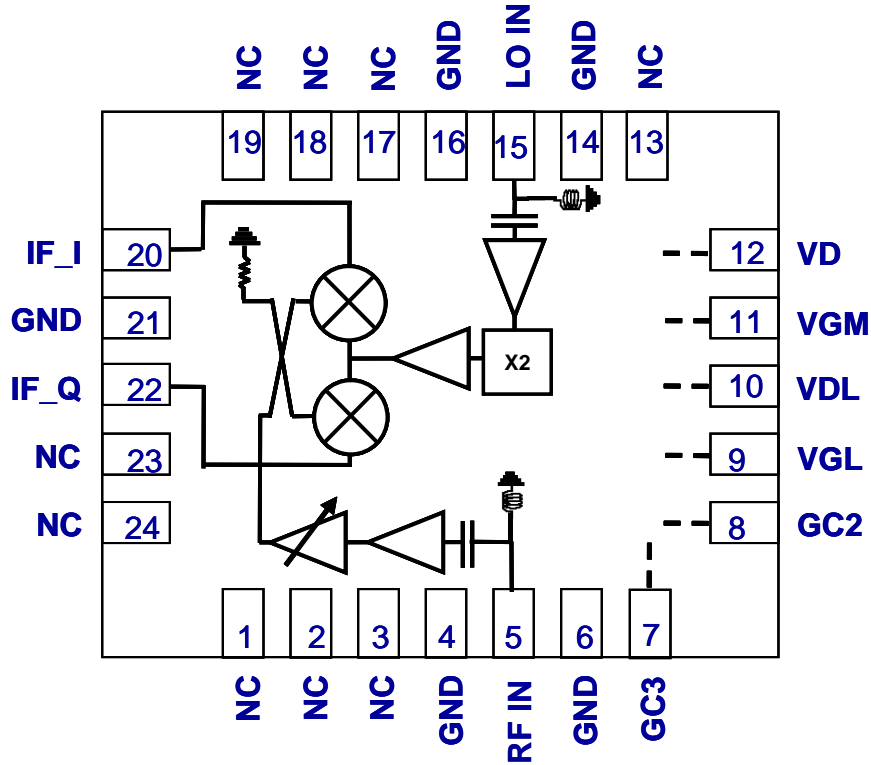 NC
NC
NC
GND
LO IN
GND
NC
19
18
17
16
15
14
13
IF_I
20
12
VD
GND
21
11
VGM
X2
IF_Q
22
10
VDL
NC
23
9
VGL
NC
24
8
GC2
1
2
3
4
5
6
7
NC
NC
NC
GND
RF IN
GND
GC3